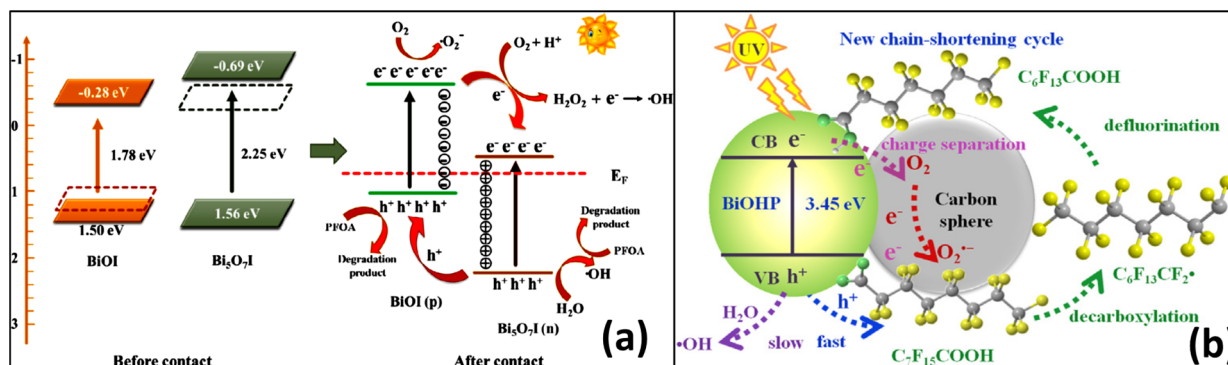 -1
0
1
2
3
-0.28 eV
1.78 eV
1.50 eV
BiOI
-0.69 eV
2.25 eV
1.56 eV
Bi₅O₇I
Before contact
O₂
·O₂⁻
O₂ + H⁺
e⁻ e⁻ e⁻ e⁻ e⁻
e⁻
H₂O₂ + e⁻ → ·OH
e⁻ e⁻ e⁻ e⁻
E_F
h⁺ h⁺ h⁺ h⁺
PFOA
Degradation
product
h⁺
BiOI (p)
Degradation
product
PFOA
·OH
h⁺ h⁺ h⁺
H₂O
Bi₅O₇I (n)
After contact
(a)
UV
New chain-shortening cycle
C₆F₁₃COOH
defluorination
CB e⁻
charge separation
e⁻
O₂
BiOHP
3.45 eV
e⁻
Carbon
sphere
e⁻
O₂•⁻
VB h⁺
C₆F₁₃CF₂•
H₂O
h⁺
decarboxylation
•OH
slow
fast
C₇F₁₅COOH
(b)